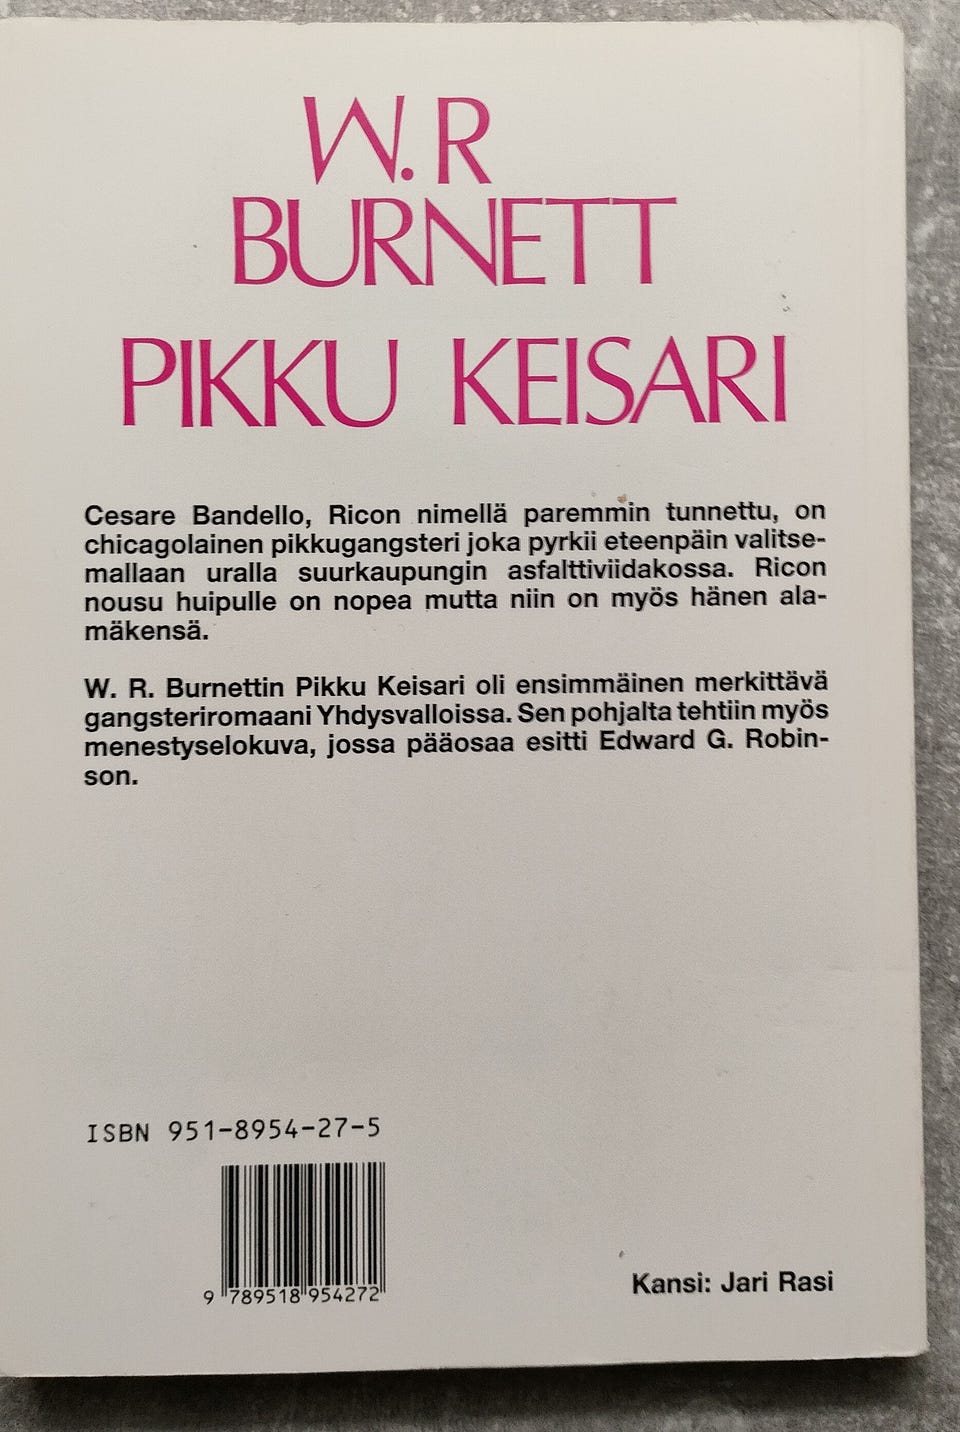 W. R
BURNETT
PIKKU KEISARI
Cesare Bandello, Ricon nimellä paremmin tunnettu, on
chicagolainen pikkugangsteri joka pyrkii eteenpäin valitse-
mallaan uralla suurkaupungin asfalttiviidakossa. Ricon
nousu huipulle on nopea mutta niin on myös hänen ala-
mäkensä.
W. R. Burnettin Pikku Keisari oli ensimmäinen merkittävä
gangsteriromaani Yhdysvalloissa. Sen pohjalta tehtiin myös
menestyselokuva, jossa pääosaa esitti Edward G. Robin-
son.
ISBN 951-8954-27-5
9 789518 954272
Kansi: Jari Rasi